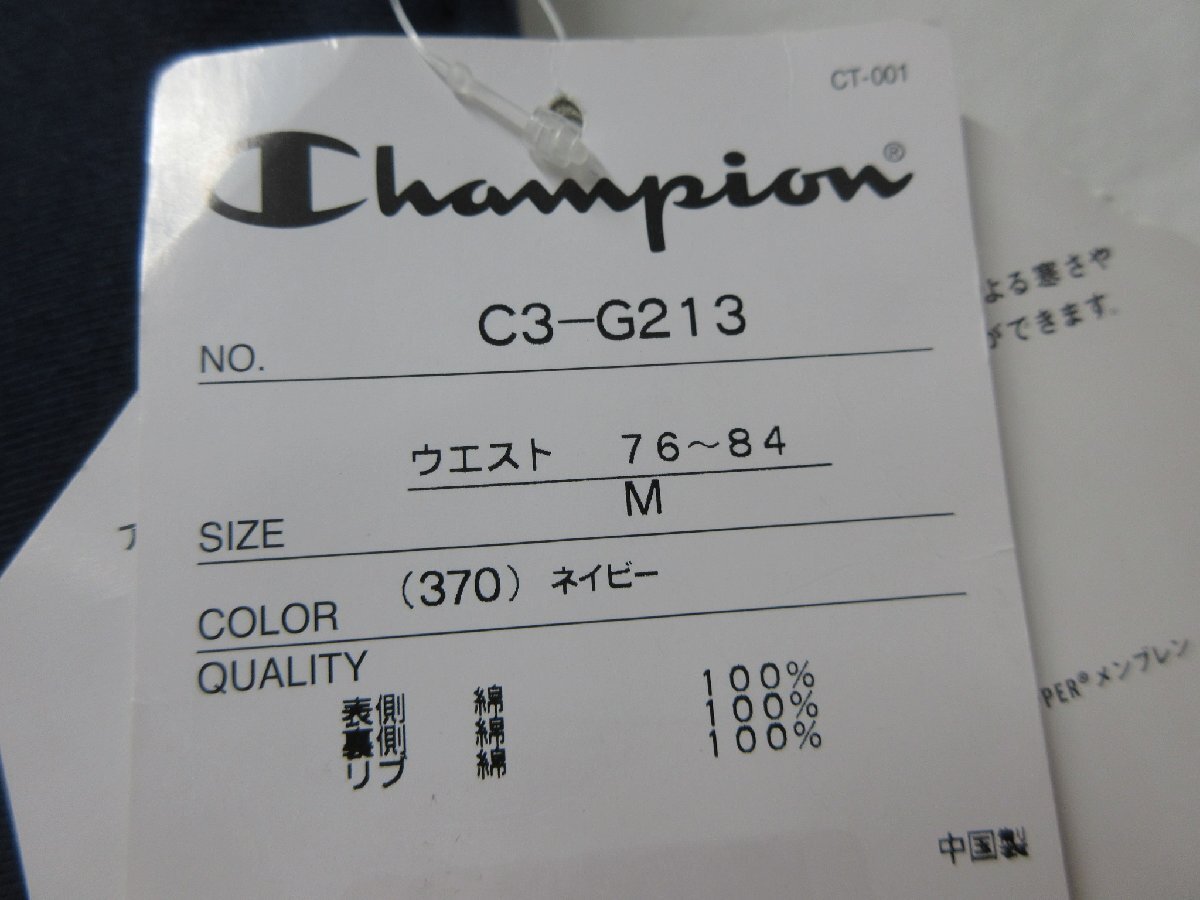 CT-001
Champion®
NO. C3-G213
ウエスト 76~84
SIZE M
COLOR (370) ネイビー
QUALITY
表側 綿 100%
裏側 綿 100%
リブ 綿 100%
中国製
よる寒さや
ができます.
PER®メンブレン